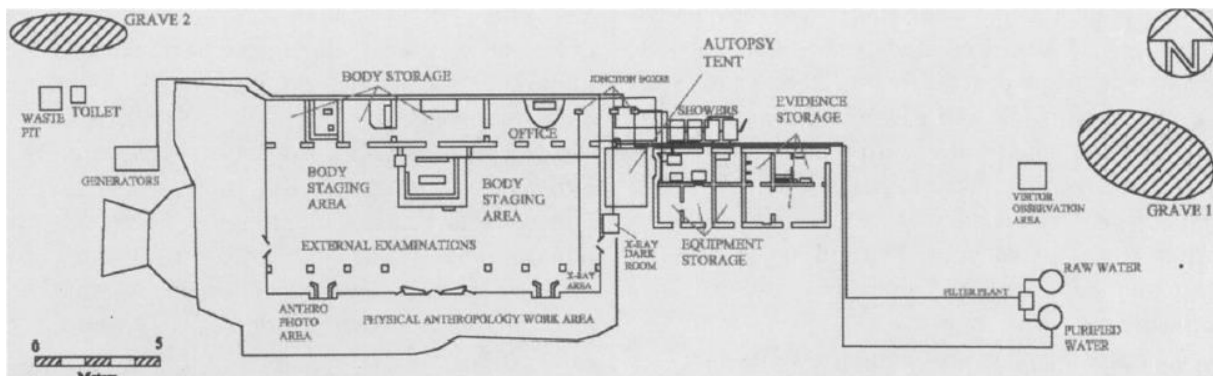 GRAVE 2
N
AUTOPSY
TENT
BODY STORAGE
JUNCTION BOXES
SHOWERS
EVIDENCE
STORAGE
WASTE
PIT
TOILET
OFFICE
GENERATORS
BODY
STAGING
AREA
BODY
STAGING
AREA
VISITOR
OBSERVATION
AREA
GRAVE 1
EXTERNAL EXAMINATIONS
X-RAY
DARK
ROOM
EQUIPMENT
STORAGE
X-RAY
AREA
RAW WATER
FILTER PLANT
ANTHRO
PHOTO
AREA
PHYSICAL ANTHROPOLOGY WORK AREA
PURIFIED
WATER
0 5
Meters